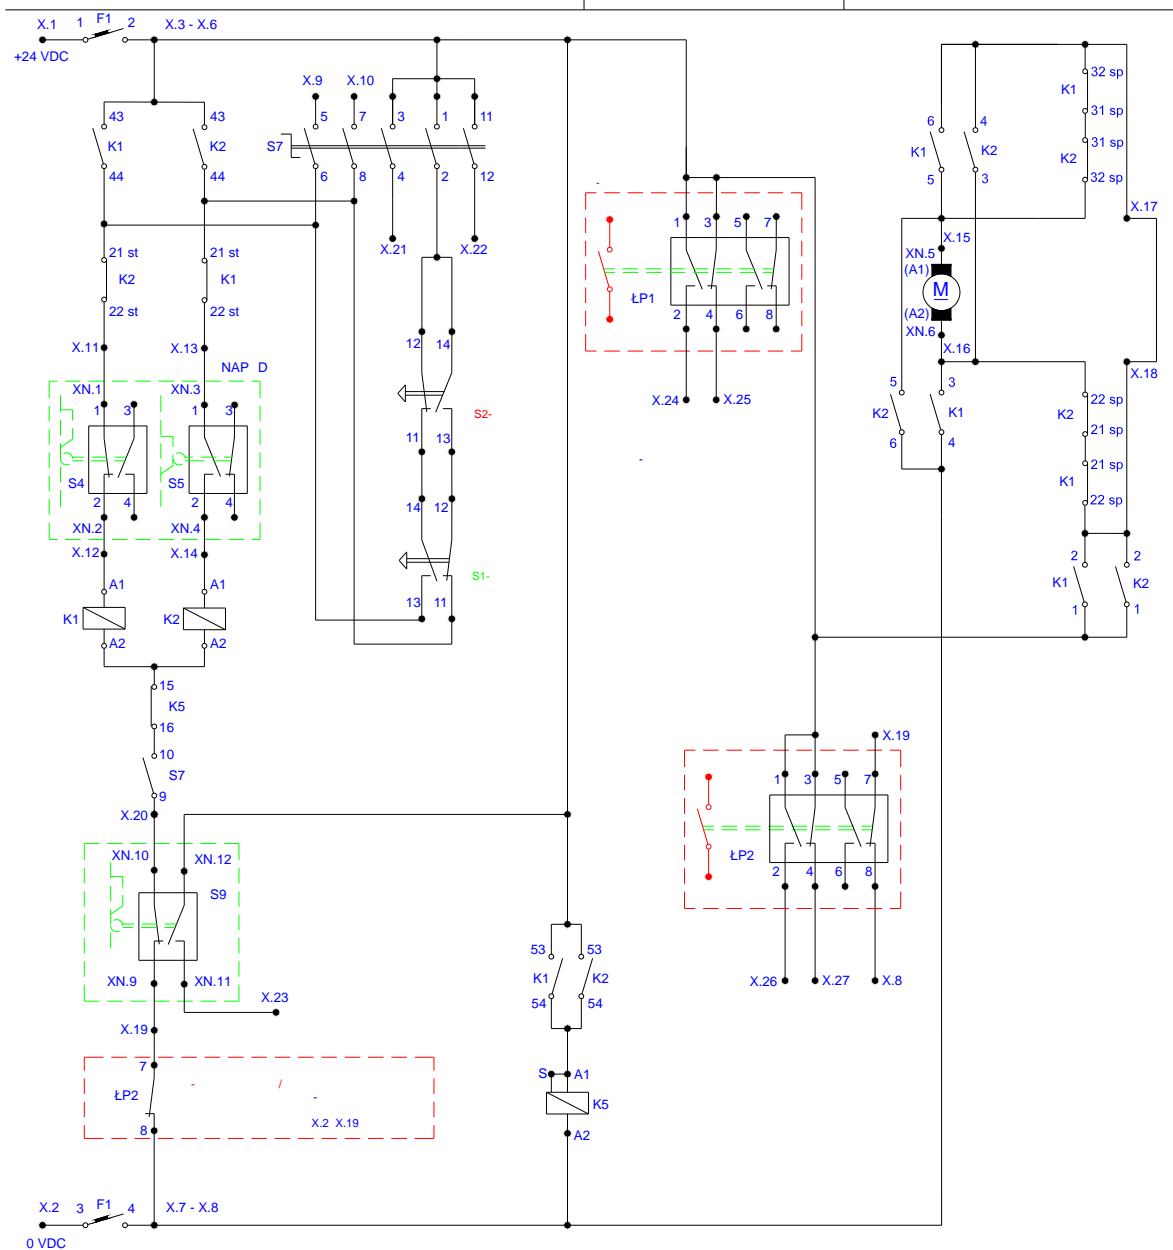 X.1 1 F1 2 X.3 - X.6
+24 VDC
X.9 X.10
43 43 5 7 3 1 11
K1 K2 S7
44 44 6 8 4 2 12
X.21 X.22
21 st 21 st
K2 K1
22 st 22 st
X.11 X.13
NAP D
XN.1 XN.3
1 3 1 3
S4 S5
2 4 2 4
XN.2 XN.4
X.12 X.14
A1 A1
K1 K2
A2 A2
12 14
S2-
11 13
14 12
S1-
13 11
15
K5
16
10
S7
9
X.20
XN.10 XN.12
S9
XN.9 XN.11
X.23
X.19
7
- /
ŁP2 -
X.2 X.19
8
X.2 3 F1 4 X.7 - X.8
0 VDC
53 53
K1 K2
54 54
S A1
K5
A2
-
1 3 5 7
ŁP1
2 4 6 8
X.24 X.25
-
X.19
1 3 5 7
ŁP2
2 4 6 8
X.26 X.27 X.8
32 sp
K1
6 4 31 sp
K1 K2 31 sp
K2
5 3 32 sp
X.17
X.15
XN.5
(A1)
M
(A2)
XN.6
X.16
X.18
5 3 22 sp
K2 K1 K2
6 4 21 sp
21 sp
K1
22 sp
2 2
K1 K2
1 1